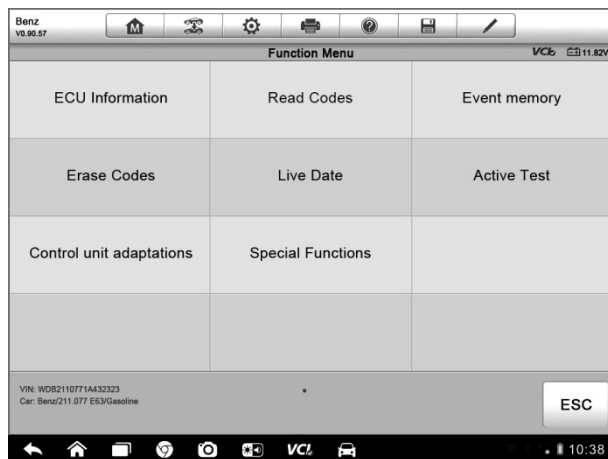 Benz
V0.90.57
M
Function Menu
VCI 11.82V
ECU Information
Read Codes
Event memory
Erase Codes
Live Date
Active Test
Control unit adaptations
Special Functions
VIN: WDB2110771A432323
Car: Benz/211.077 E63/Gasoline
ESC
VCI
10:38